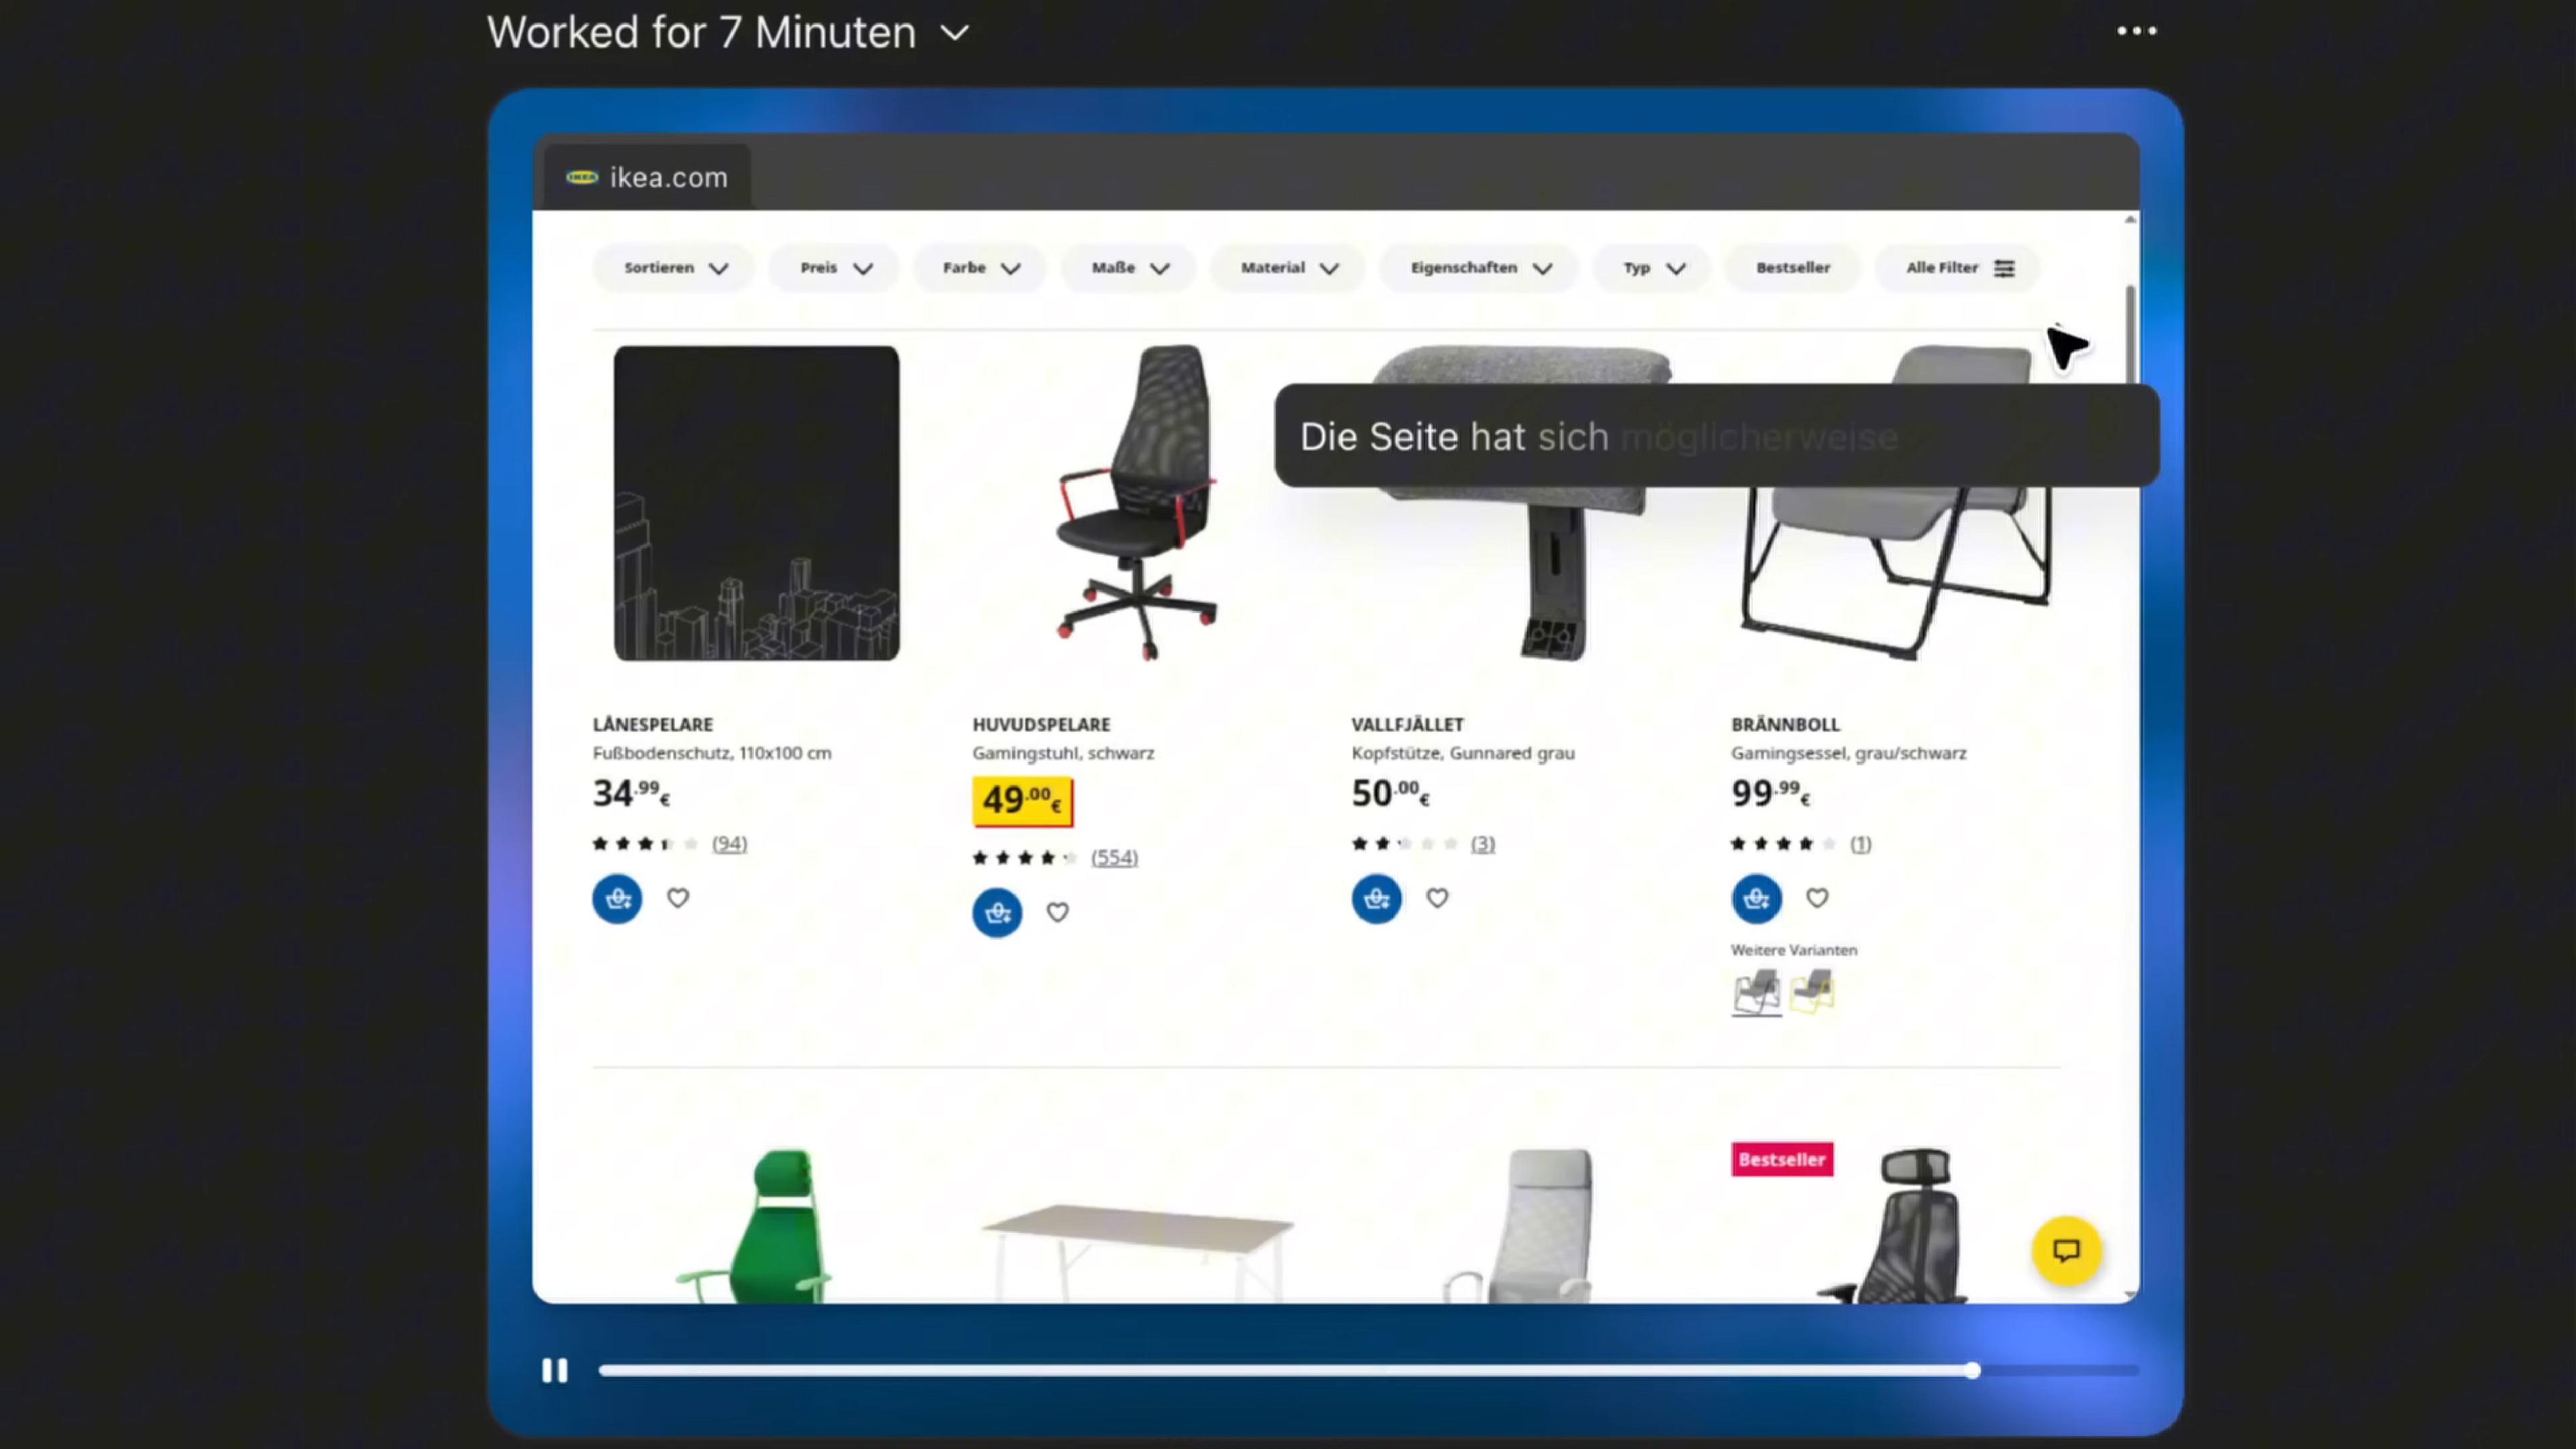 Worked for 7 Minuten
IKEA ikea.com
Sortieren Preis Farbe Maße Material Eigenschaften Typ Bestseller Alle Filter
Die Seite hat sich möglicherweise
LÅNESPELARE
Fußbodenschutz, 110x100 cm
34.99€
(94)
HUVUDSPELARE
Gamingstuhl, schwarz
49.00€
(554)
VALLFJÄLLET
Kopfstütze, Gunnared grau
50.00€
(3)
BRÄNNBOLL
Gamingsessel, grau/schwarz
99.99€
(1)
Weitere Varianten
Bestseller